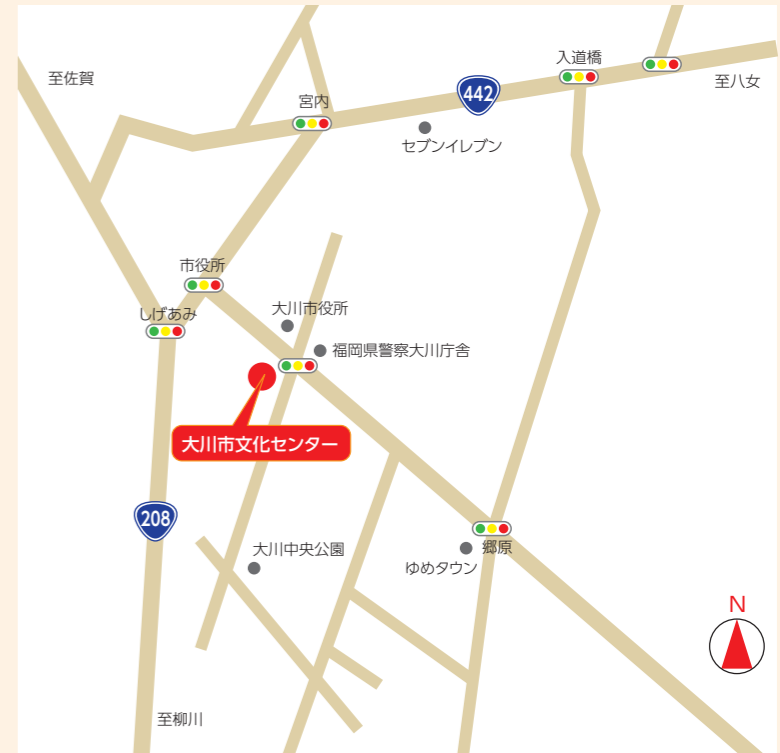 入道橋
至佐賀
至八女
442
宮内
セブンイレブン
市役所
しげあみ
大川市役所
福岡県警察大川庁舎
大川市文化センター
208
大川中央公園
郷原
ゆめタウン
N
至柳川